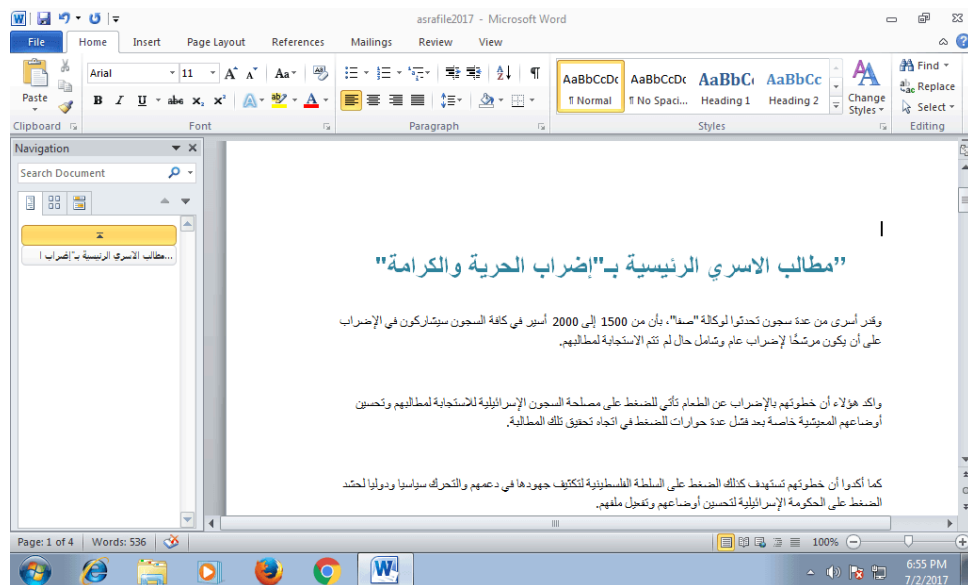 asrafile2017 - Microsoft Word
File Home Insert Page Layout References Mailings Review View
Paste
Arial 11
B I U abc X₂ X² A ab A
AaBbCcDc AaBbCcDc AaBbCc AaBbCc
¶ Normal ¶ No Spaci... Heading 1 Heading 2
Change Styles
Find
Replace
Select
Clipboard Font Paragraph Styles Editing
Navigation
Search Document
مطالب الاسري الرئيسية بـ"إضراب ا...
"مطالب الاسري الرئيسية بـ"إضراب الحرية والكرامة"
وقدر أسرى من عدة سجون تحدثوا لوكالة "صفا"، بأن من 1500 إلى 2000 أسير في كافة السجون سيشاركون في الإضراب
على أن يكون مرشحًا لإضراب عام وشامل حال لم تتم الاستجابة لمطالبهم.
واكد هؤلاء أن خطوتهم بالإضراب عن الطعام تأتي للضغط على مصلحة السجون الإسرائيلية للاستجابة لمطالبهم وتحسين
أوضاعهم المعيشية خاصة بعد فشل عدة حوارات للضغط في اتجاه تحقيق تلك المطالبة.
كما أكدوا أن خطوتهم تستهدف كذلك الضغط على السلطة الفلسطينية لتكثيف جهودها في دعمهم والتحرك سياسيا ودوليا لحشد
الضغط على الحكومة الإسرائيلية لتحسين أوضاعهم وتفعيل ملفهم.
Page: 1 of 4 Words: 536 100%
6:55 PM
7/2/2017